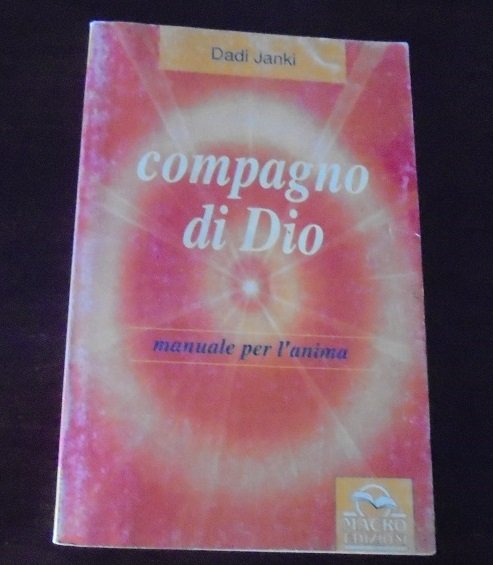 Dadi Janki
compagno
di Dio
manuale per l'anima
MACRO
EDIZIONI